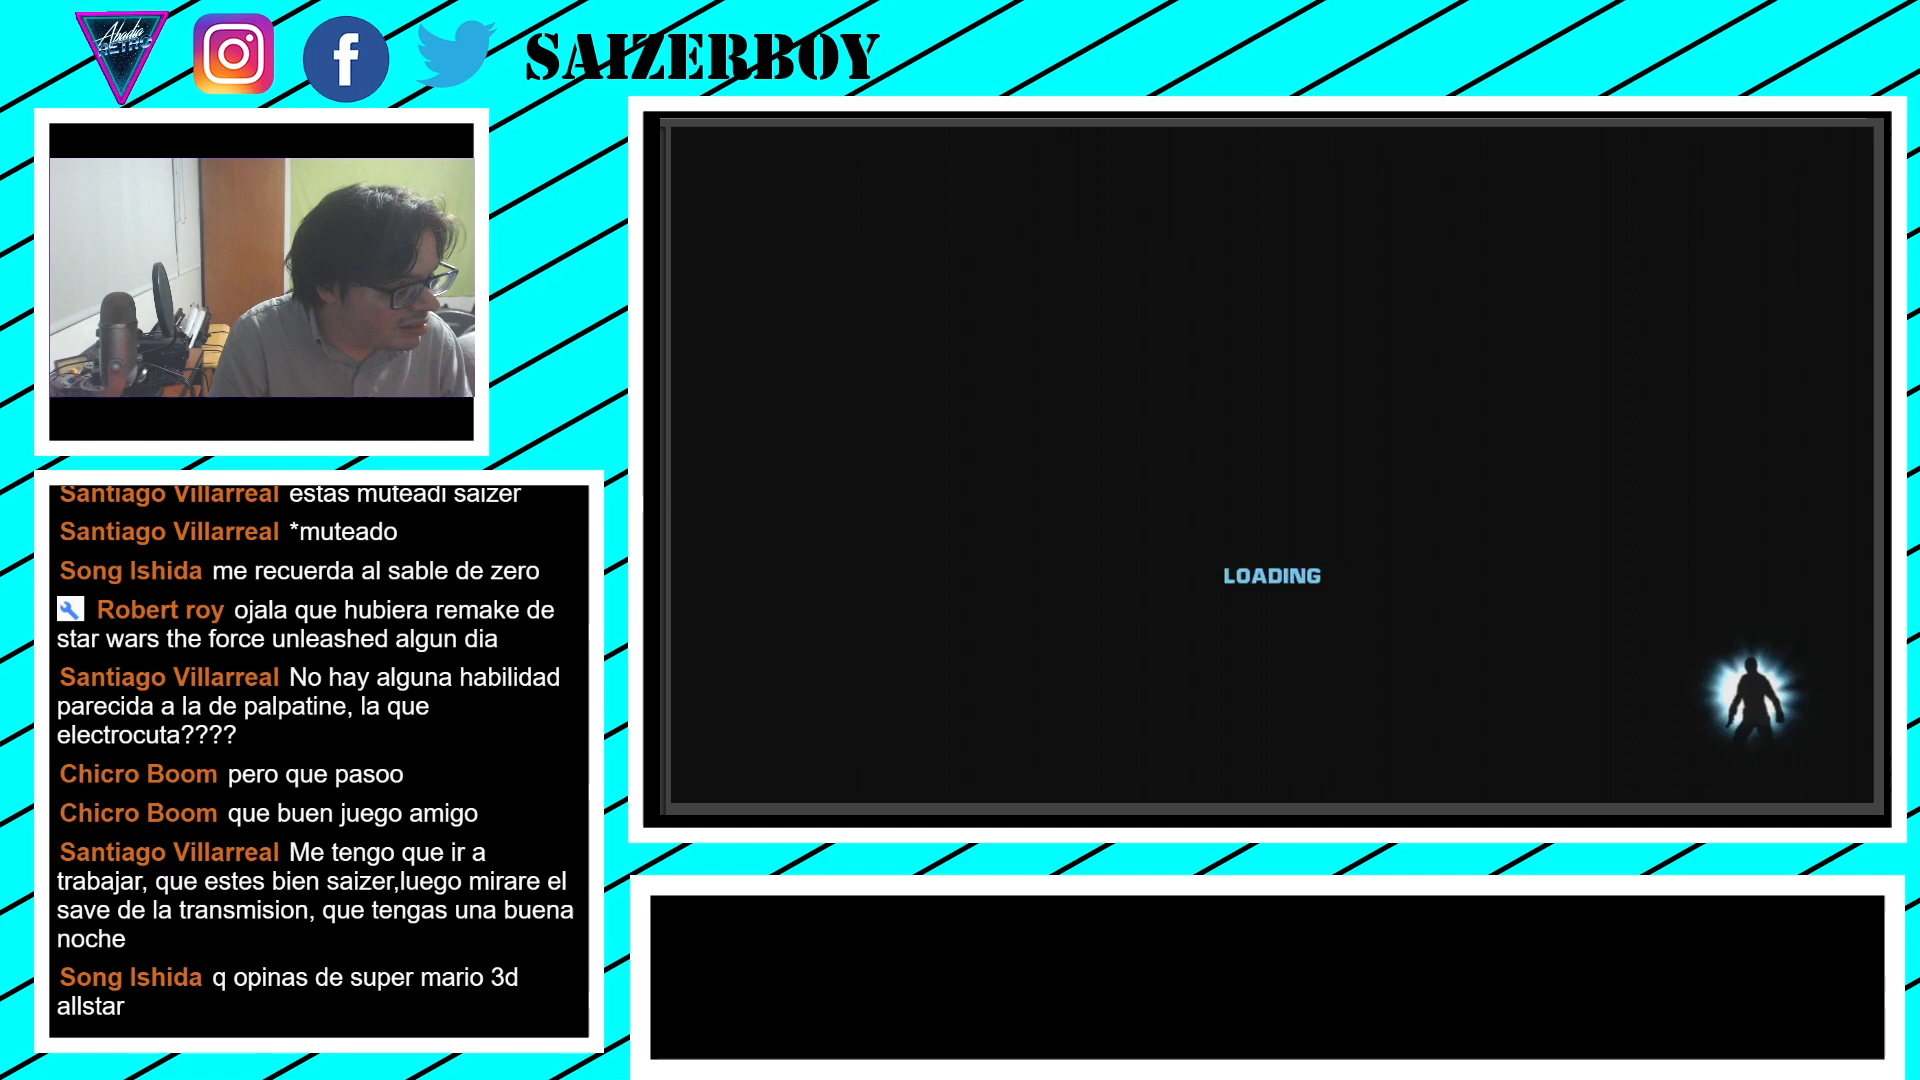 Abadia
RETRO
SAIZERBOY
Santiago Villarreal estas muteadi saizer
Santiago Villarreal *muteado
Song Ishida me recuerda al sable de zero
Robert roy ojala que hubiera remake de
star wars the force unleashed algun dia
Santiago Villarreal No hay alguna habilidad
parecida a la de palpatine, la que
electrocuta????
Chicro Boom pero que pasoo
Chicro Boom que buen juego amigo
Santiago Villarreal Me tengo que ir a
trabajar, que estes bien saizer,luego mirare el
save de la transmision, que tengas una buena
noche
Song Ishida q opinas de super mario 3d
allstar
LOADING